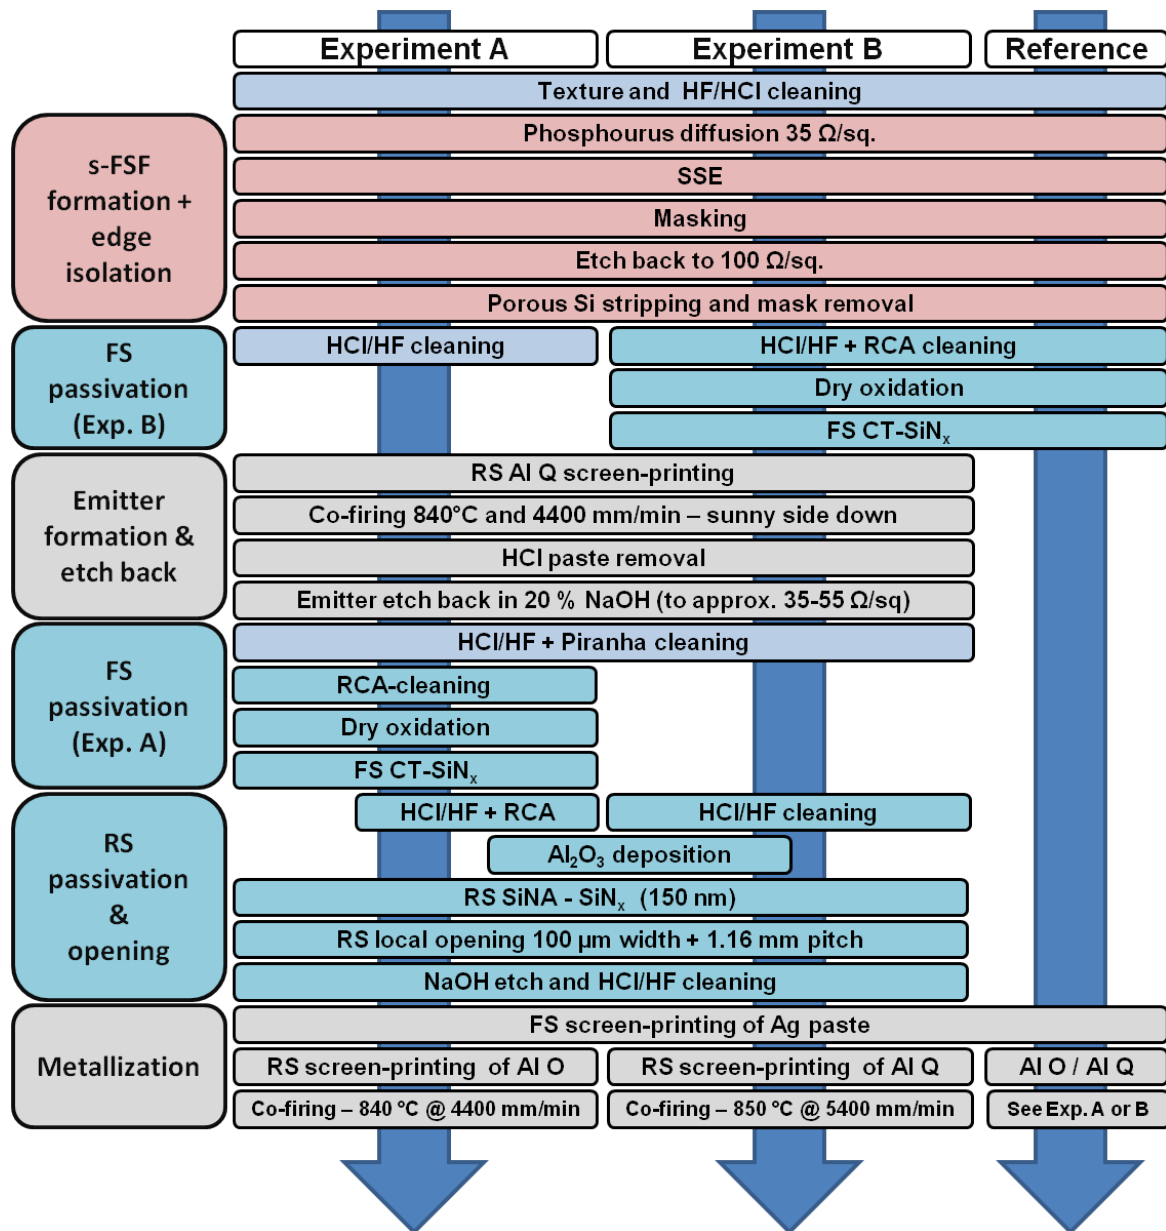 Experiment A
Experiment B
Reference
Texture and HF/HCl cleaning
s-FSF
formation +
edge
isolation
Phosphourus diffusion 35 Ω/sq.
SSE
Masking
Etch back to 100 Ω/sq.
Porous Si stripping and mask removal
FS
passivation
(Exp. B)
HCl/HF cleaning
HCl/HF + RCA cleaning
Dry oxidation
FS CT-SiNx
Emitter
formation &
etch back
RS Al Q screen-printing
Co-firing 840°C and 4400 mm/min – sunny side down
HCl paste removal
Emitter etch back in 20 % NaOH (to approx. 35-55 Ω/sq)
FS
passivation
(Exp. A)
HCl/HF + Piranha cleaning
RCA-cleaning
Dry oxidation
FS CT-SiNx
RS
passivation
&
opening
HCl/HF + RCA
HCl/HF cleaning
Al2O3 deposition
RS SiNA - SiNx (150 nm)
RS local opening 100 µm width + 1.16 mm pitch
NaOH etch and HCl/HF cleaning
Metallization
FS screen-printing of Ag paste
RS screen-printing of Al O
RS screen-printing of Al Q
Al O / Al Q
Co-firing – 840 °C @ 4400 mm/min
Co-firing – 850 °C @ 5400 mm/min
See Exp. A or B